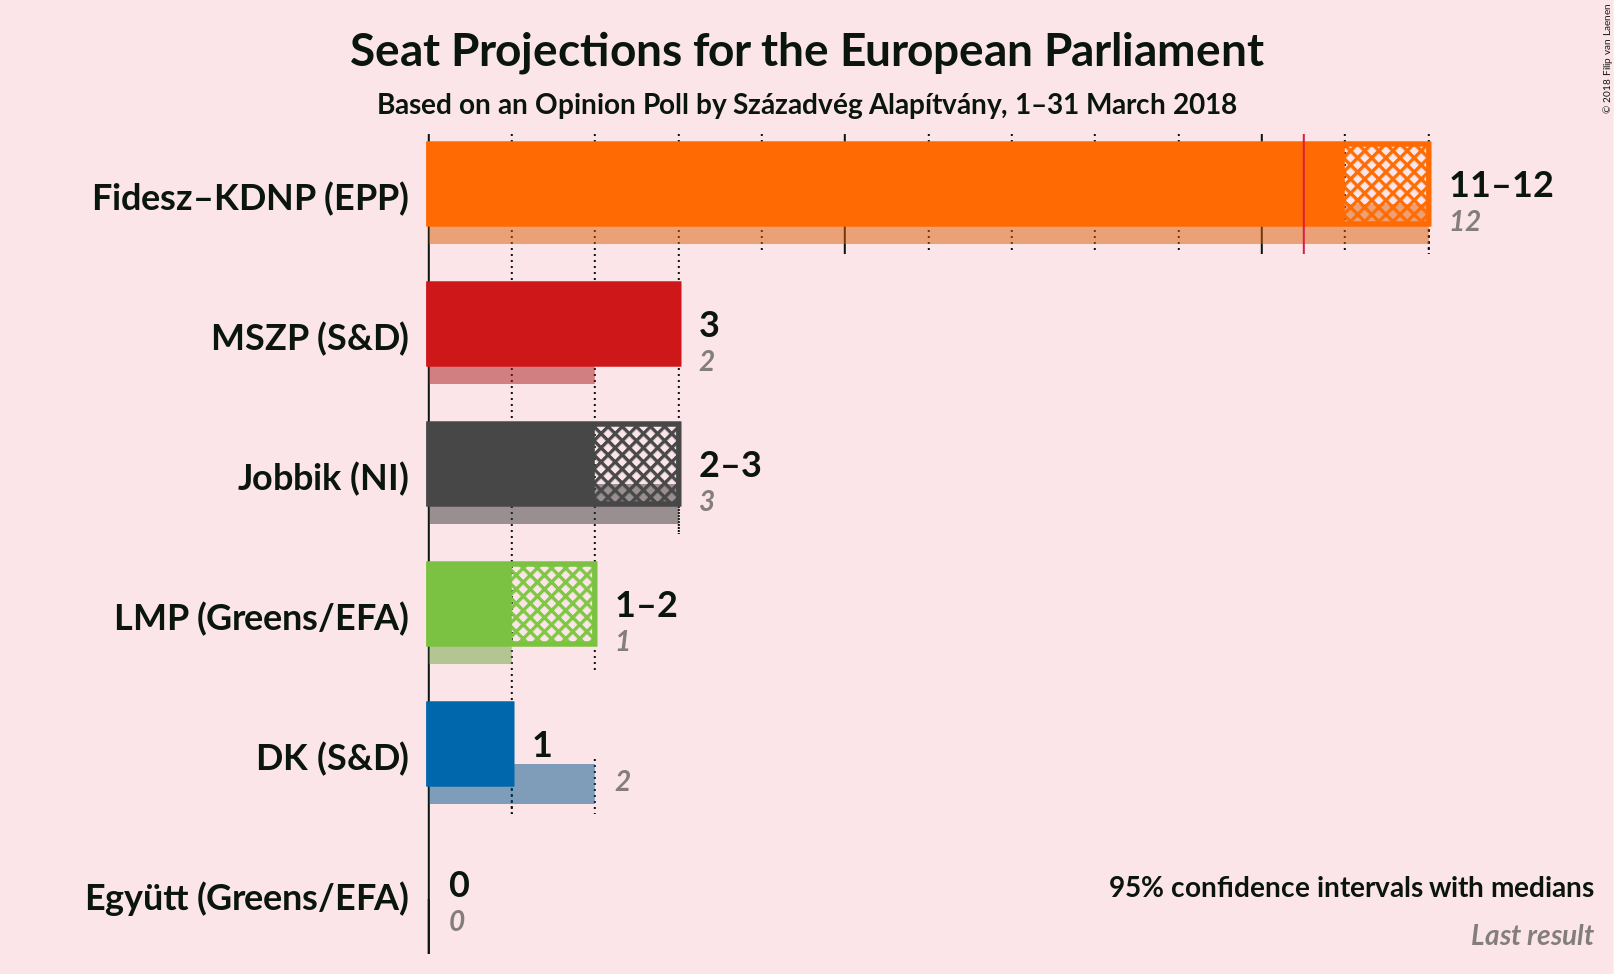 Seat Projections for the European Parliament
Based on an Opinion Poll by Századvég Alapítvány, 1–31 March 2018
© 2018 Filip van Laenen
Fidesz–KDNP (EPP)
11–12
12
MSZP (S&D)
3
2
Jobbik (NI)
2–3
3
LMP (Greens/EFA)
1–2
1
DK (S&D)
1
2
Együtt (Greens/EFA)
0
0
95% confidence intervals with medians
Last result